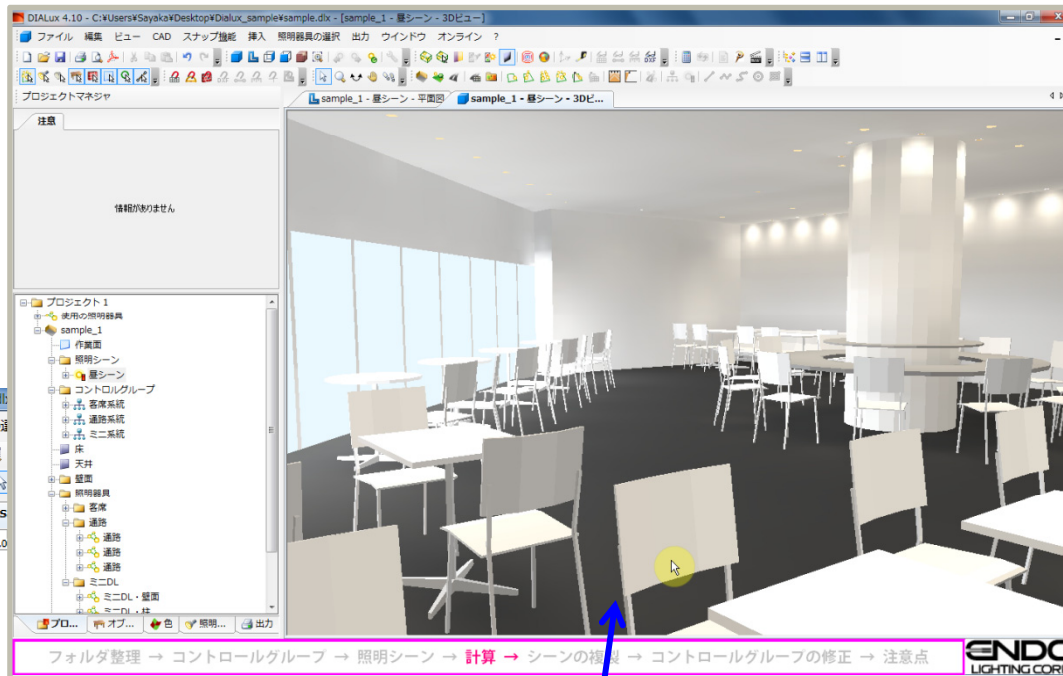 DIALux 4.10 - C:¥Users¥Sayaka¥Desktop¥Dialux_sample¥sample.dlx - [sample_1 - 昼シーン - 3Dビュー]
ファイル 編集 ビュー CAD スナップ機能 挿入 照明器具の選択 出力 ウインドウ オンライン ?
プロジェクトマネジャ
sample_1 - 昼シーン - 平面図
sample_1 - 昼シーン - 3Dビ...
注意
情報がありません
プロジェクト 1
使用の照明器具
sample_1
作業面
照明シーン
昼シーン
コントロルグループ
客席系統
通路系統
ミニ系統
床
天井
壁面
照明器具
客席
通路
通路
通路
ミニDL
ミニDL・壁面
ミニDL・柱
プロ... オブ... 色 照明... 出力
フォルダ整理 → コントロールグループ → 照明シーン → 計算 → シーンの複製 → コントロールグループの修正 → 注意点
ENDO
LIGHTING CORP